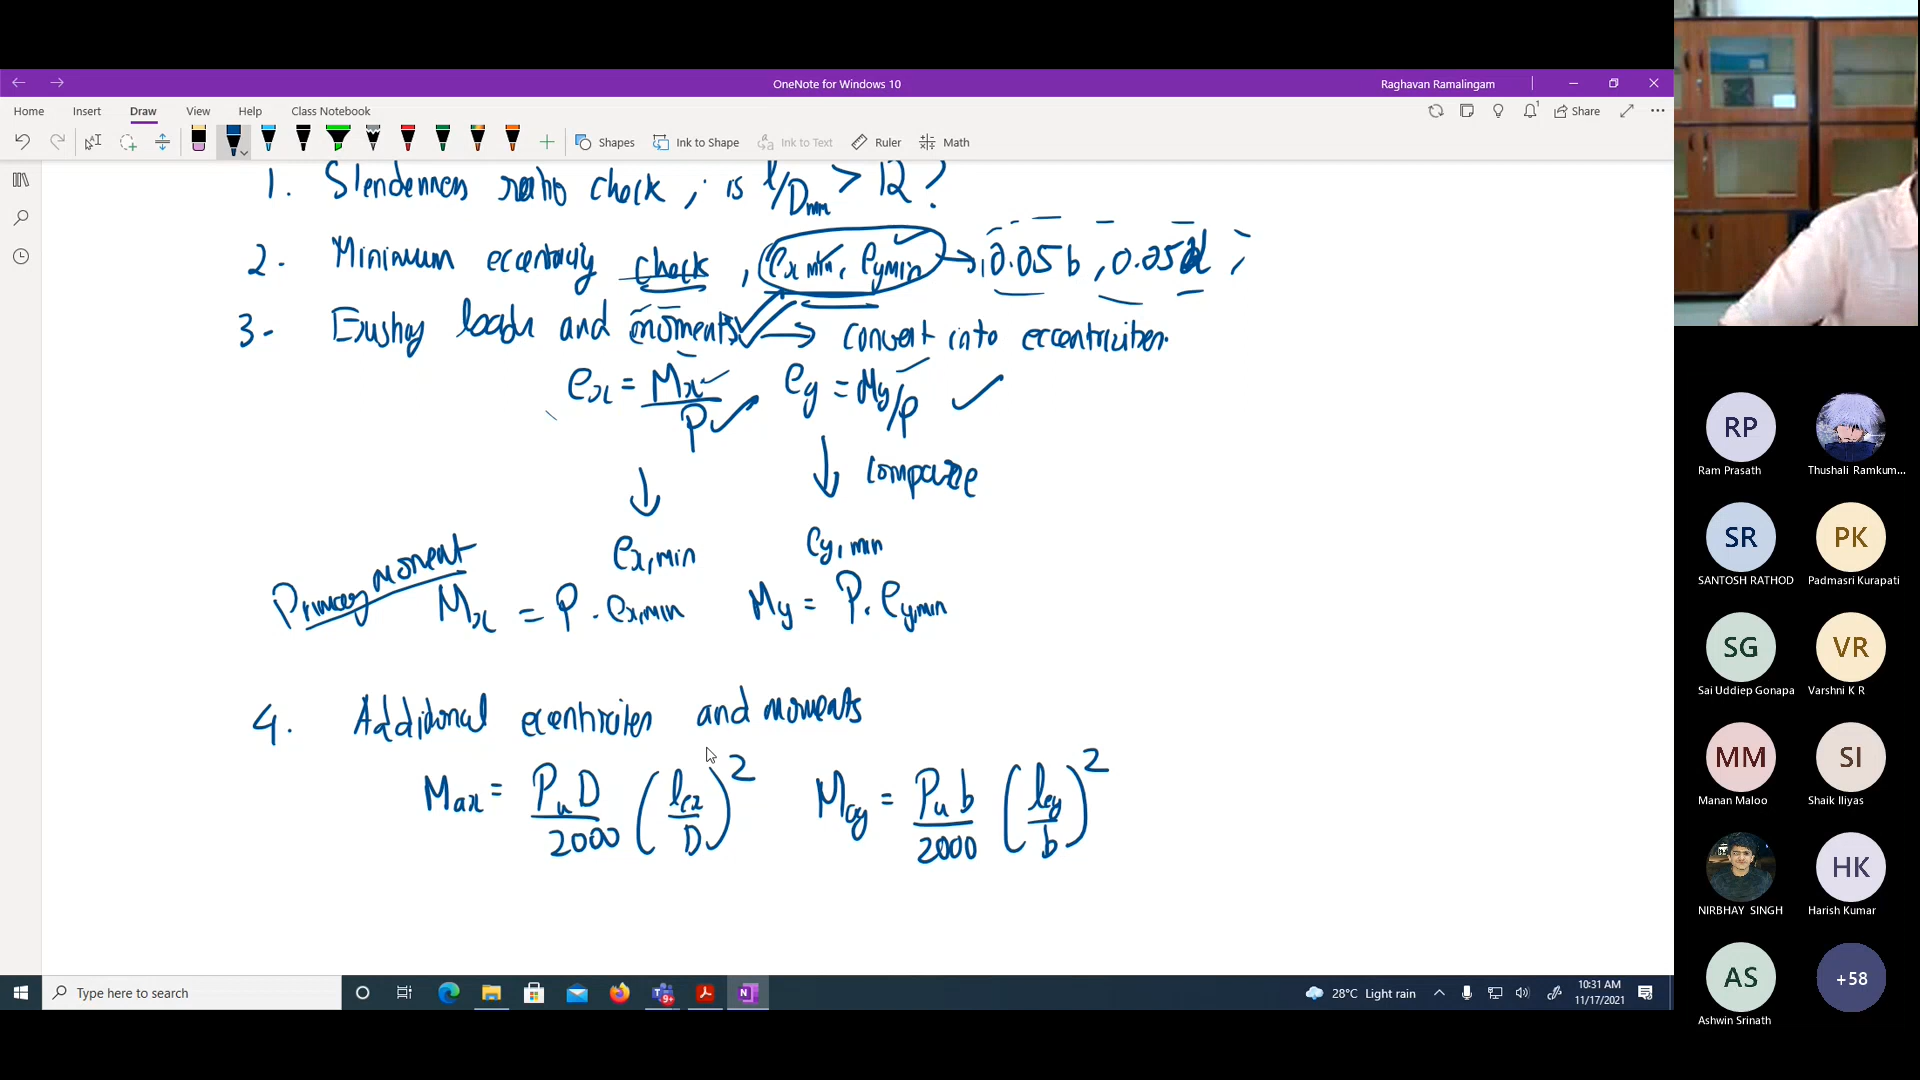 OneNote for Windows 10
Raghavan Ramalingam
Home Insert Draw View Help Class Notebook
Share
Shapes Ink to Shape Ink to Text Ruler Math
1. Slenderness ratio check, is l/Dmm > 12?
2. Minimum eccentricity check, ex min, ey min → 0.05b, 0.05d;
3. Existing loads and moments → convert into eccentricities.
ex = Mx/P ey = My/P
↓ ↓ compare
ex,min ey,min
Primary moment
Mx = P . ex,min My = P . ey,min
4. Additional eccentricities and moments
Max = PuD/2000 (lex/D)2 May = Pub/2000 (ley/b)2
RP
Ram Prasath Thushali Ramkum...
SR PK
SANTOSH RATHOD Padmasri Kurapati
SG VR
Sai Uddiep Gonapa Varshni K R
MM SI
Manan Maloo Shaik Iliyas
HK
NIRBHAY SINGH Harish Kumar
AS +58
Ashwin Srinath
Type here to search
28°C Light rain
10:31 AM
11/17/2021